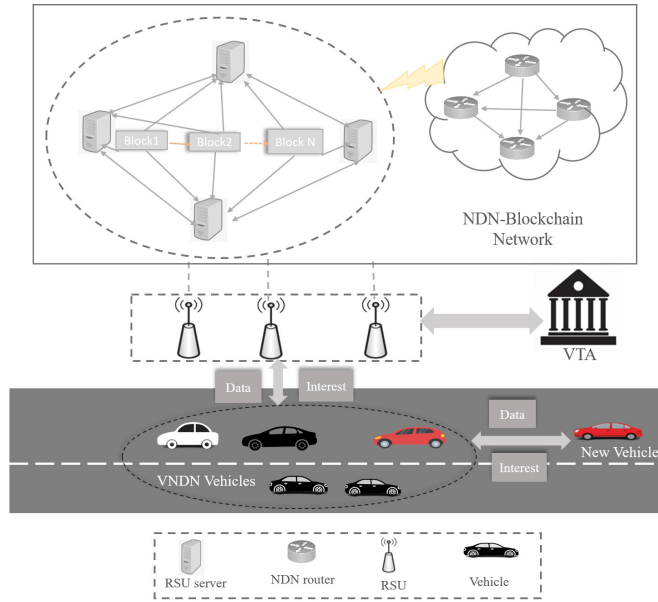 Block1
Block2
Block N
NDN-Blockchain
Network
VTA
Data
Interest
Data
New Vehicle
Interest
VNDN Vehicles
RSU server
NDN router
RSU
Vehicle